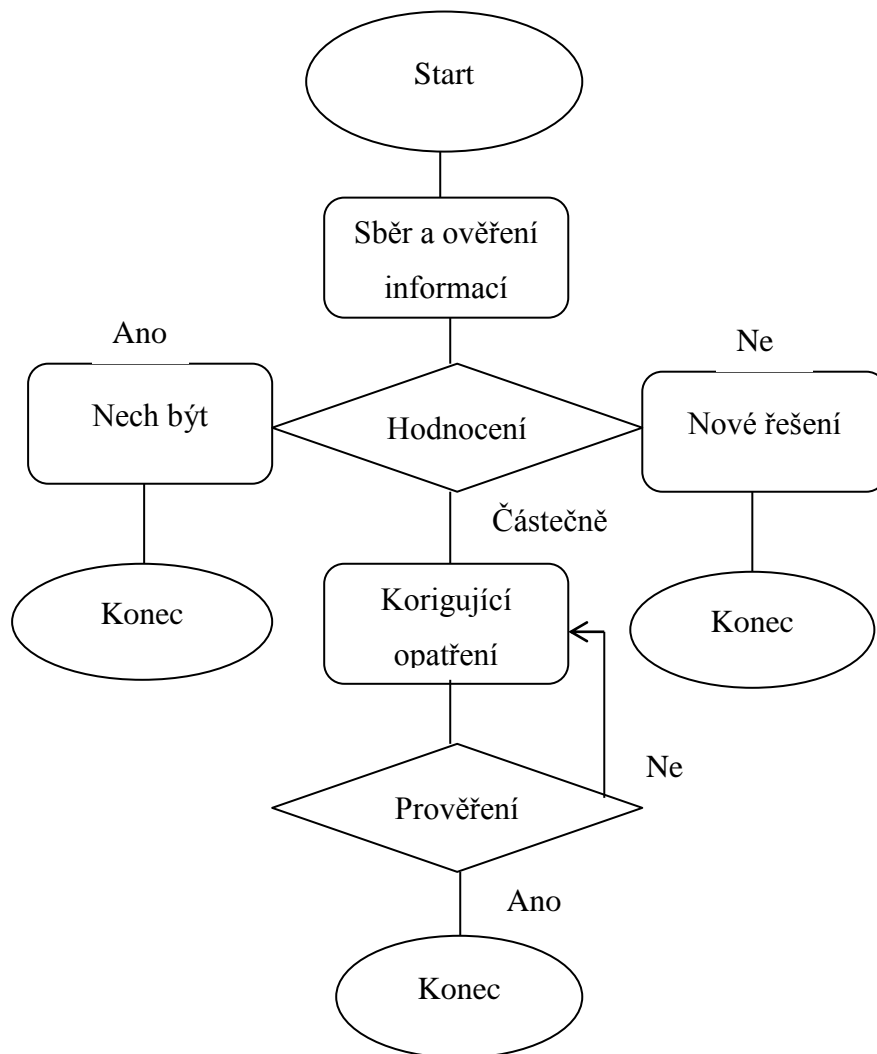 Start
Sběr a ověření
informací
Ano
Ne
Nech být
Hodnocení
Nové řešení
Částečně
Konec
Korigující
opatření
Konec
Ne
Prověření
Ano
Konec